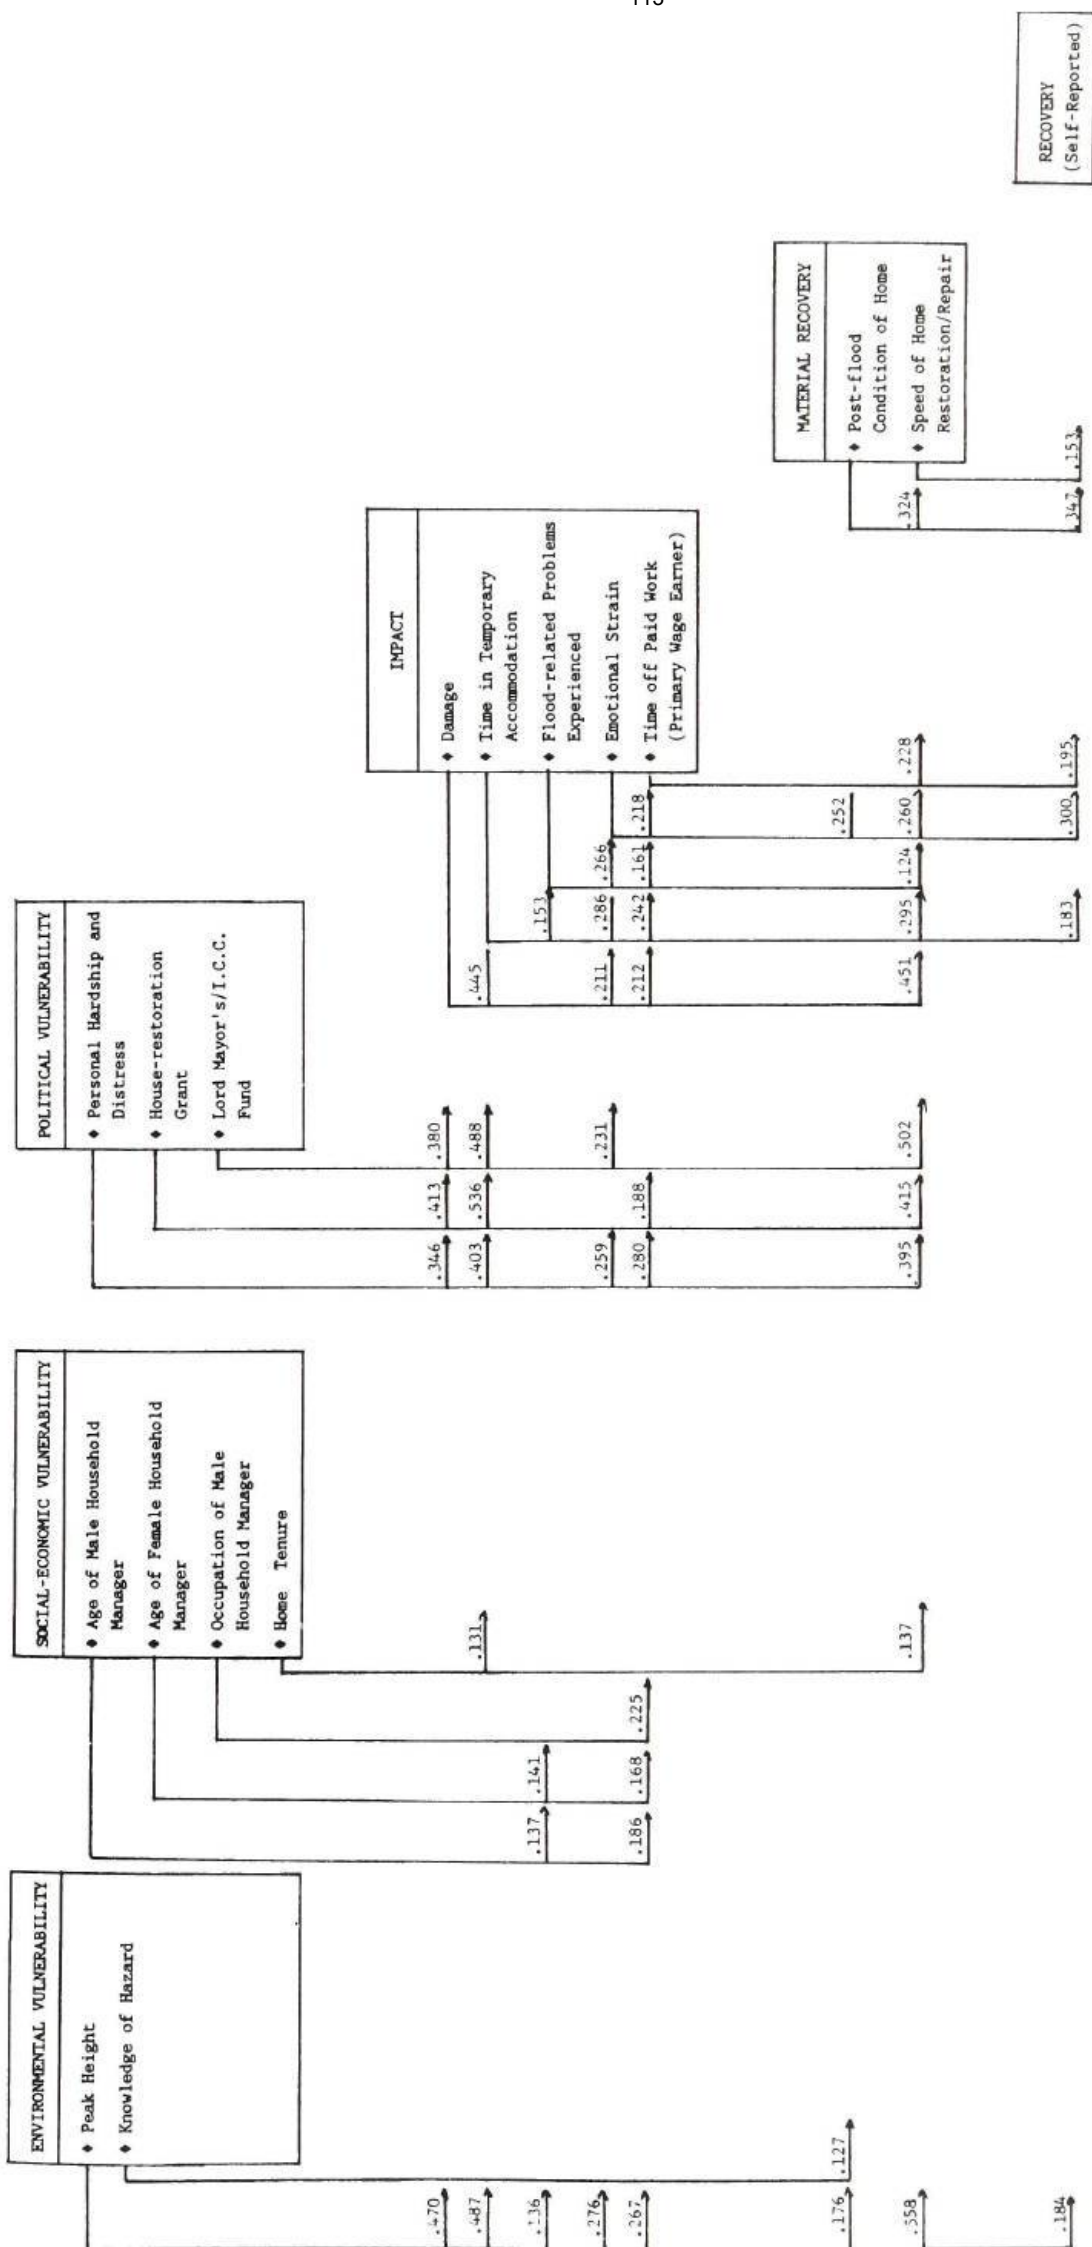 ENVIRONMENTAL VULNERABILITY
♦ Peak Height
♦ Knowledge of Hazard
SOCIAL-ECONOMIC VULNERABILITY
♦ Age of Male Household
Manager
♦ Age of Female Household
Manager
♦ Occupation of Male
Household Manager
♦ Home Tenure
POLITICAL VULNERABILITY
♦ Personal Hardship and
Distress
♦ House-restoration
Grant
♦ Lord Mayor's/I.C.C.
Fund
IMPACT
♦ Damage
♦ Time in Temporary
Accommodation
♦ Flood-related Problems
Experienced
♦ Emotional Strain
♦ Time off Paid Work
(Primary Wage Earner)
MATERIAL RECOVERY
♦ Post-flood
Condition of Home
♦ Speed of Home
Restoration/Repair
RECOVERY
(Self-Reported)
.470 .346 .413 .380
.487 .131 .403 .536 .488 .445
.136 .137 .141 .153
.276 .259 .231 .211 .286 .266
.267 .186 .168 .225 .280 .188 .212 .242 .161 .218
.176 .127 .252
.558 .137 .395 .415 .502 .451 .295 .124 .260 .228 .324
.184 .183 .300 .195 .347 .153